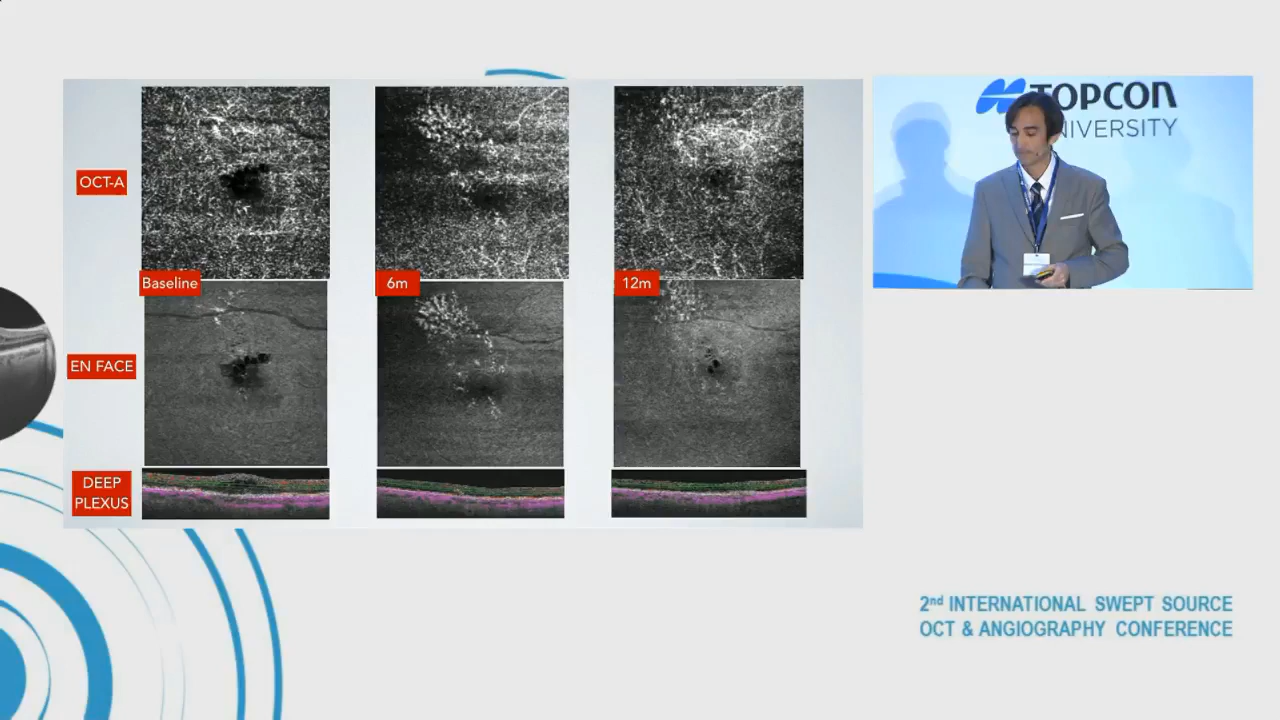 OCT-A
Baseline
6m
12m
EN FACE
DEEP
PLEXUS
TOPCON
UNIVERSITY
2nd INTERNATIONAL SWEPT SOURCE
OCT & ANGIOGRAPHY CONFERENCE